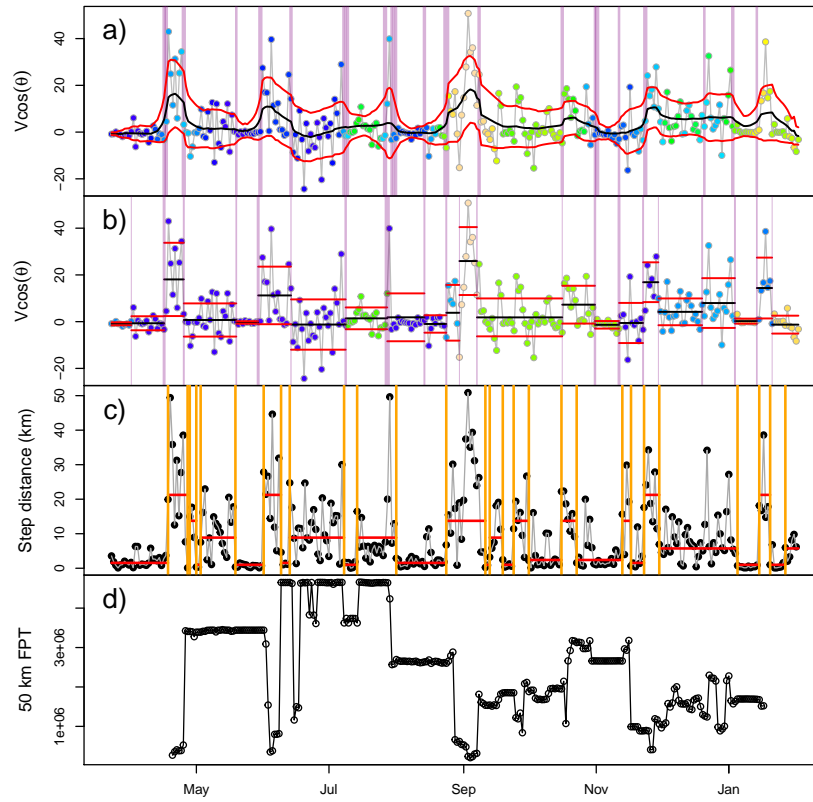 a)
Vcos(θ)
40
20
0
−20
b)
Vcos(θ)
40
20
0
−20
c)
Step distance (km)
50
40
30
20
10
0
d)
50 km FPT
3e+06
1e+06
May Jul Sep Nov Jan